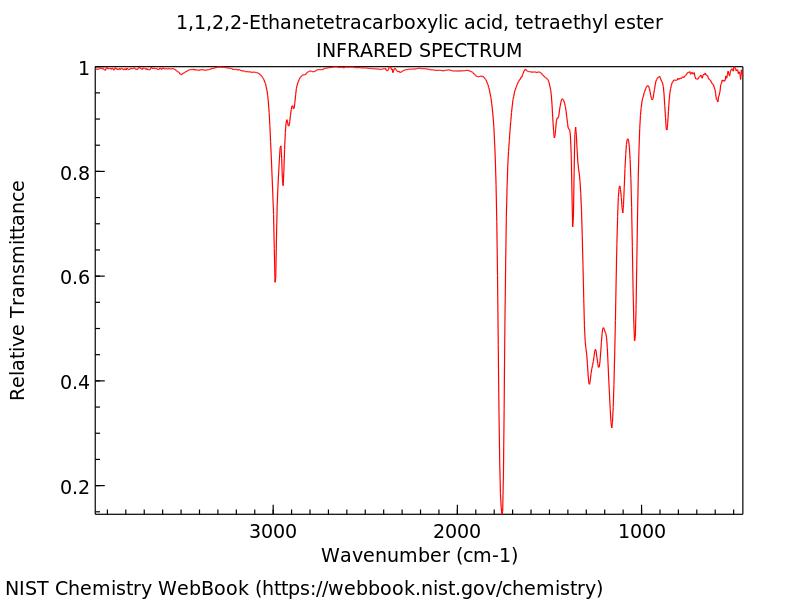 1,1,2,2-Ethanetetracarboxylic acid, tetraethyl ester
INFRARED SPECTRUM
1
0.8
0.6
0.4
0.2
Relative Transmittance
3000 2000 1000
Wavenumber (cm-1)
NIST Chemistry WebBook (https://webbook.nist.gov/chemistry)